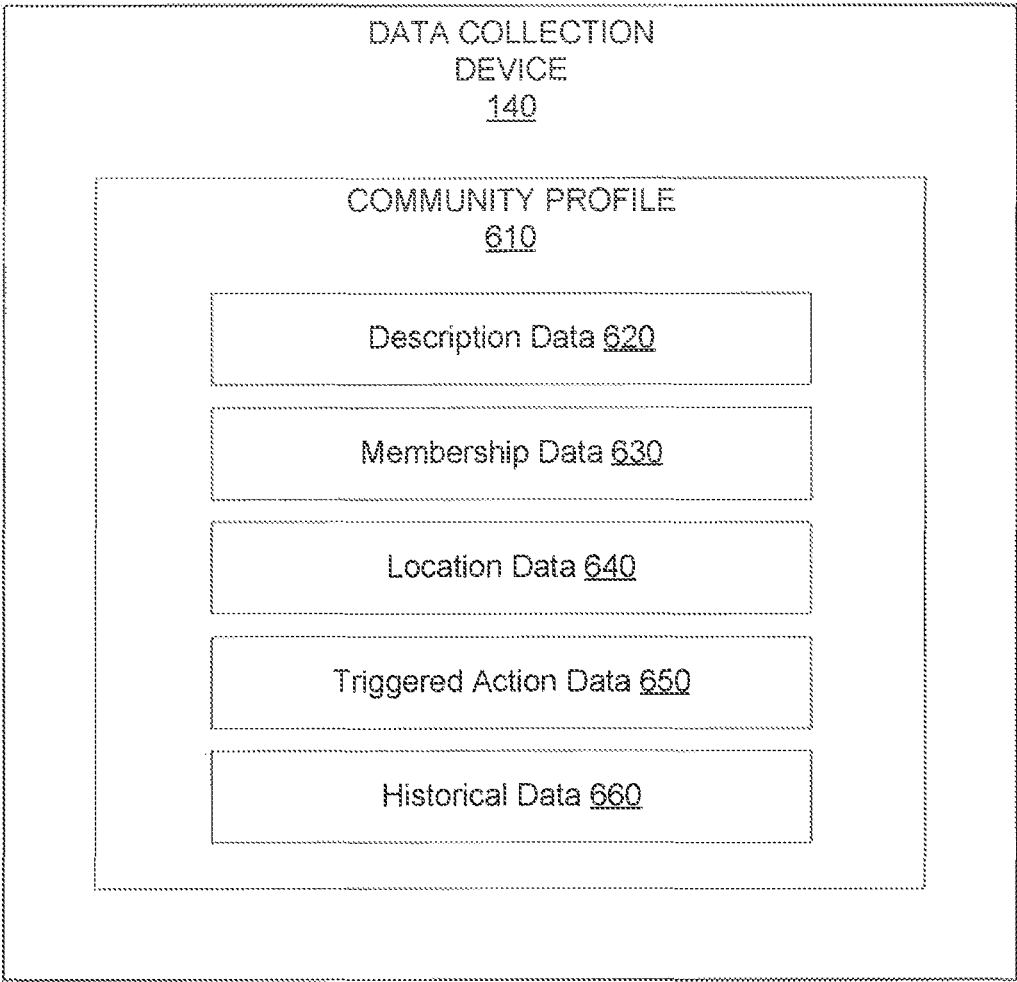 DATA COLLECTION
DEVICE
140
COMMUNITY PROFILE
610
Description Data 620
Membership Data 630
Location Data 640
Triggered Action Data 650
Historical Data 660